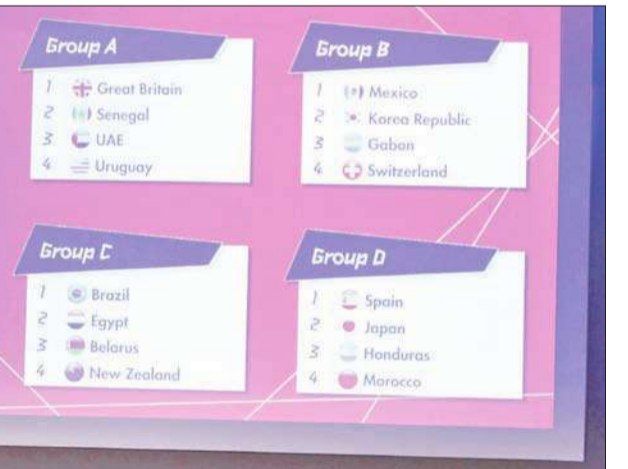 Group A
1 Great Britain
2 Senegal
3 UAE
4 Uruguay
Group B
1 Mexico
2 Korea Republic
3 Gabon
4 Switzerland
Group C
1 Brazil
2 Egypt
3 Belarus
4 New Zealand
Group D
1 Spain
2 Japan
3 Honduras
4 Morocco